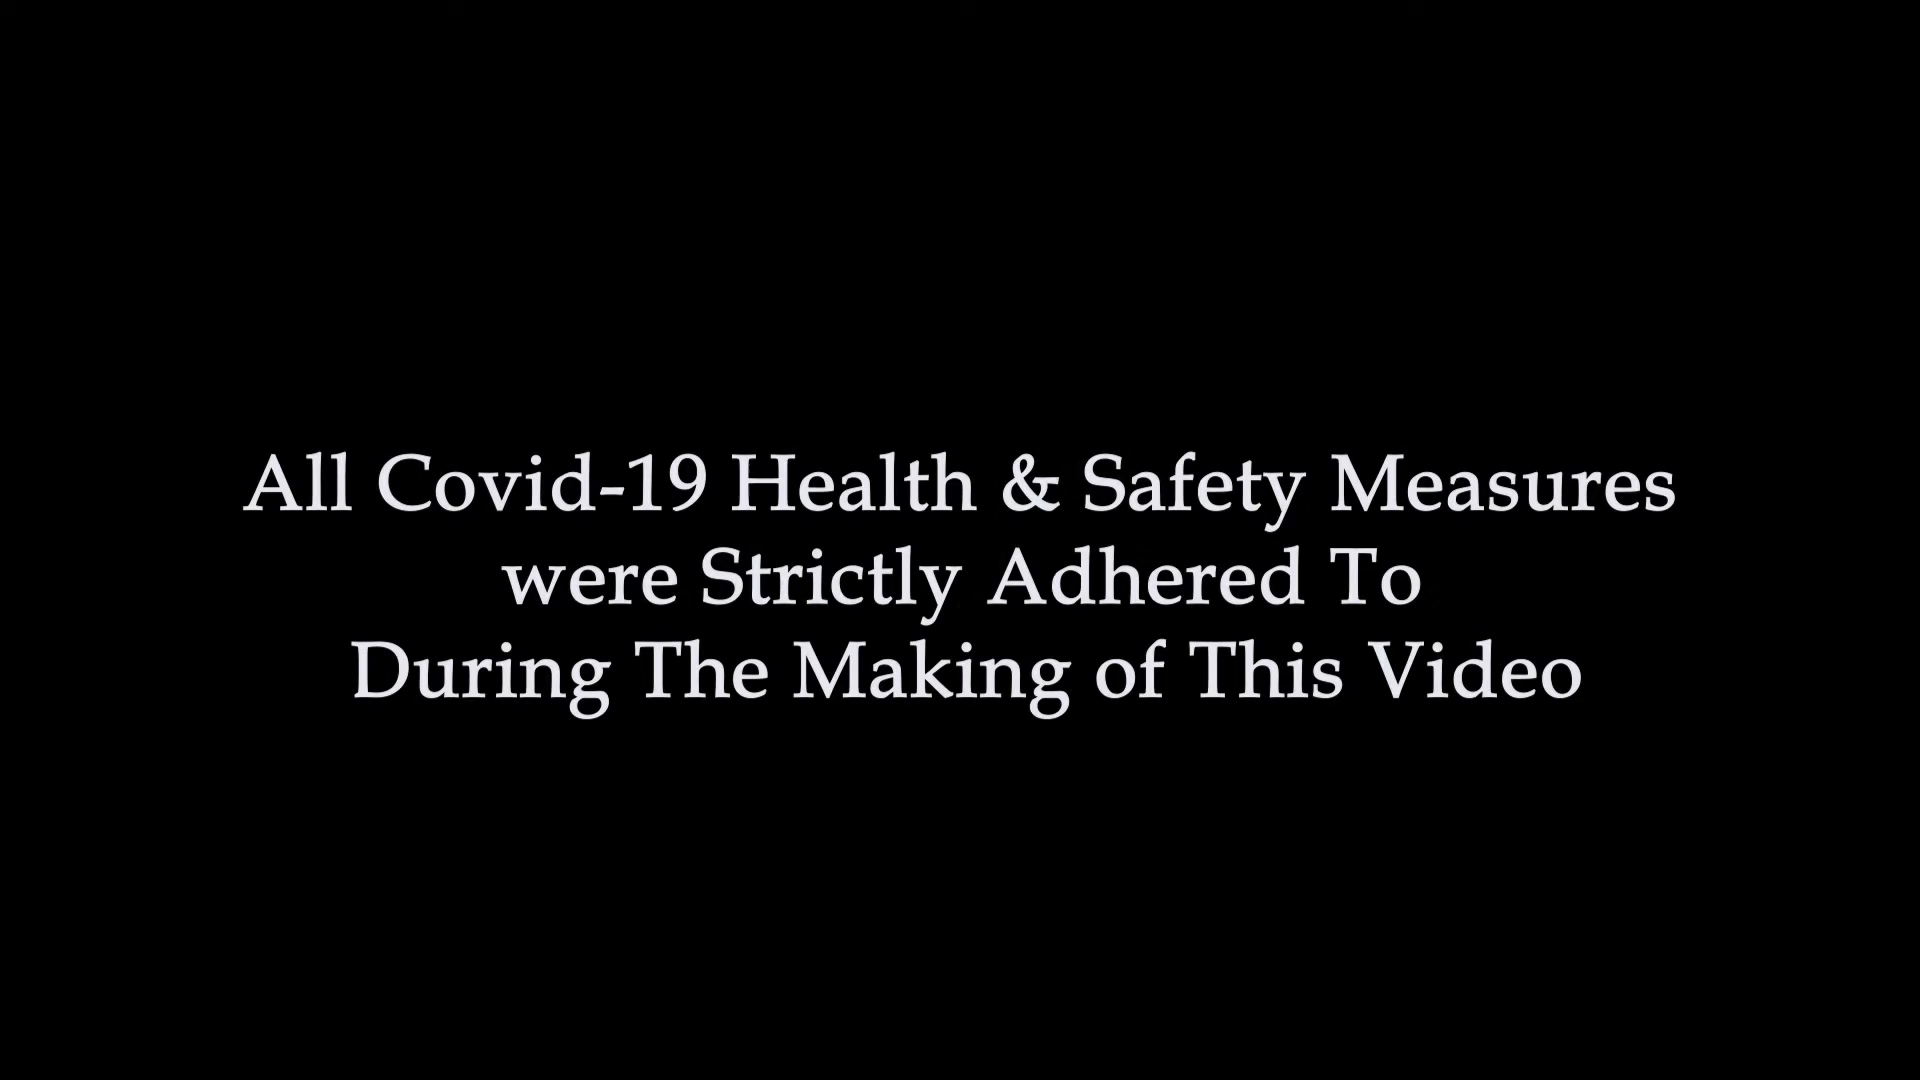 All Covid-19 Health & Safety Measures
were Strictly Adhered To
During The Making of This Video